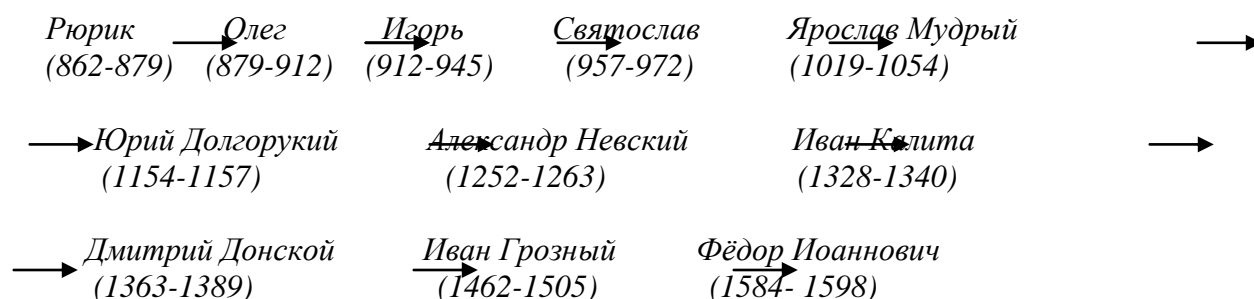 Рюрик Олег Игорь Святослав Ярослав Мудрый
(862-879) (879-912) (912-945) (957-972) (1019-1054)
Юрий Долгорукий Александр Невский Иван Калита
(1154-1157) (1252-1263) (1328-1340)
Дмитрий Донской Иван Грозный Фёдор Иоаннович
(1363-1389) (1462-1505) (1584- 1598)